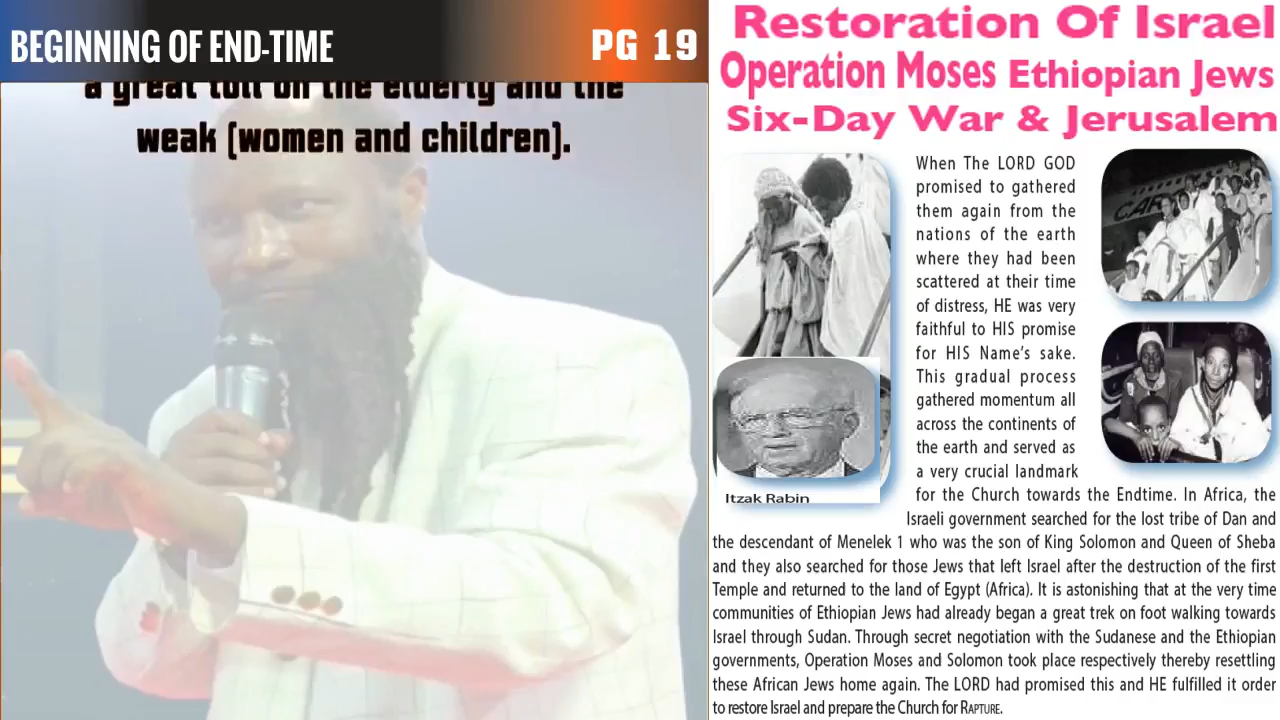 BEGINNING OF END-TIME
PG 19
a great toll on the elderly and the
weak (women and children).
Restoration Of Israel
Operation Moses Ethiopian Jews
Six-Day War & Jerusalem
When The LORD GOD
promised to gathered
them again from the
nations of the earth
where they had been
scattered at their time
of distress, HE was very
faithful to HIS promise
for HIS Name's sake.
This gradual process
gathered momentum all
across the continents of
the earth and served as
a very crucial landmark
for the Church towards the Endtime. In Africa, the
Israeli government searched for the lost tribe of Dan and
the descendant of Menelek 1 who was the son of King Solomon and Queen of Sheba
and they also searched for those Jews that left Israel after the destruction of the first
Temple and returned to the land of Egypt (Africa). It is astonishing that at the very time
communities of Ethiopian Jews had already began a great trek on foot walking towards
Israel through Sudan. Through secret negotiation with the Sudanese and the Ethiopian
governments, Operation Moses and Solomon took place respectively thereby resettling
these African Jews home again. The LORD had promised this and HE fulfilled it order
to restore Israel and prepare the Church for RAPTURE.
Itzak Rabin
CAR